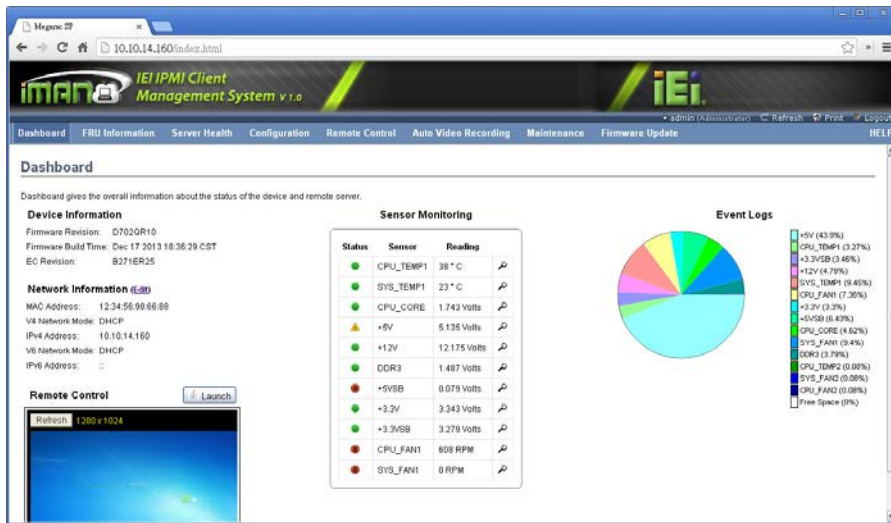 Megarac SP
10.10.14.160/index.html
iMAN
IEI IPMI Client
Management System v 1.0
iEi
admin (Administrator) Refresh Print Logout
Dashboard FRU Information Server Health Configuration Remote Control Auto Video Recording Maintenance Firmware Update HELP
Dashboard
Dashboard gives the overall information about the status of the device and remote server.
Device Information
Firmware Revision: D702QR10
Firmware Build Time: Dec 17 2013 18:36:29 CST
EC Revision: B271ER25
Network Information (Edit)
MAC Address: 12:34:56:98:66:88
V4 Network Mode: DHCP
IPv4 Address: 10.10.14.160
V6 Network Mode: DHCP
IPv6 Address: ::
Remote Control Launch
Refresh 1280 x 1024
Sensor Monitoring
Status Sensor Reading
CPU_TEMP1 38 ° C
SYS_TEMP1 23 ° C
CPU_CORE 1.743 Volts
+5V 5.135 Volts
+12V 12.175 Volts
DDR3 1.487 Volts
+5VSB 0.079 Volts
+3.3V 3.343 Volts
+3.3VSB 3.279 Volts
CPU_FAN1 608 RPM
SYS_FAN1 0 RPM
Event Logs
+5V (43.9%)
CPU_TEMP1 (3.27%)
+3.3VSB (3.46%)
+12V (4.78%)
SYS_TEMP1 (9.45%)
CPU_FAN1 (7.36%)
+3.3V (3.3%)
+5VSB (6.43%)
CPU_CORE (4.62%)
SYS_FAN1 (9.4%)
DDR3 (3.79%)
CPU_TEMP2 (0.08%)
SYS_FAN2 (0.08%)
CPU_FAN2 (0.08%)
Free Space (0%)